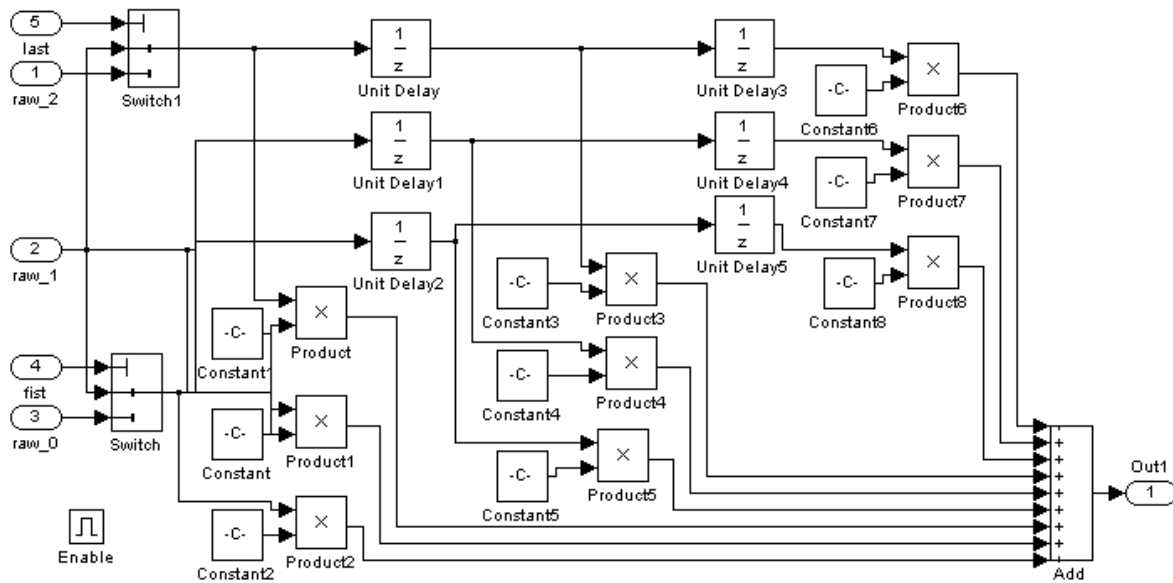 5
last
1
raw_2
Switch1
1
z
Unit Delay
1
z
Unit Delay3
-C-
Constant6
×
Product6
1
z
Unit Delay1
1
z
Unit Delay4
-C-
Constant7
×
Product7
2
raw_1
1
z
Unit Delay2
1
z
Unit Delay5
-C-
Constant8
×
Product8
-C-
Constant1
×
Product
-C-
Constant3
×
Product3
4
fist
3
raw_0
Switch
-C-
Constant
×
Product1
-C-
Constant4
×
Product4
-C-
Constant5
×
Product5
Enable
-C-
Constant2
×
Product2
+
+
+
+
+
+
+
+
+
Add
Out1
1